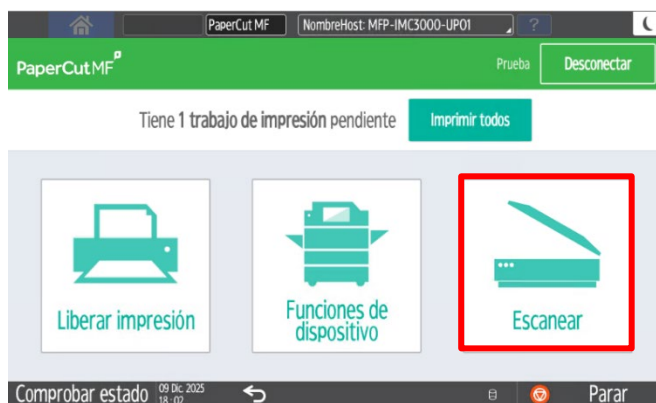 PaperCut MF
NombreHost: MFP-IMC3000-UP01
?
PaperCut MF
Prueba
Desconectar
Tiene 1 trabajo de impresión pendiente
Imprimir todos
Liberar impresión
Funciones de
dispositivo
Escanear
Comprobar estado
09 Dic. 2025
18:02
Parar